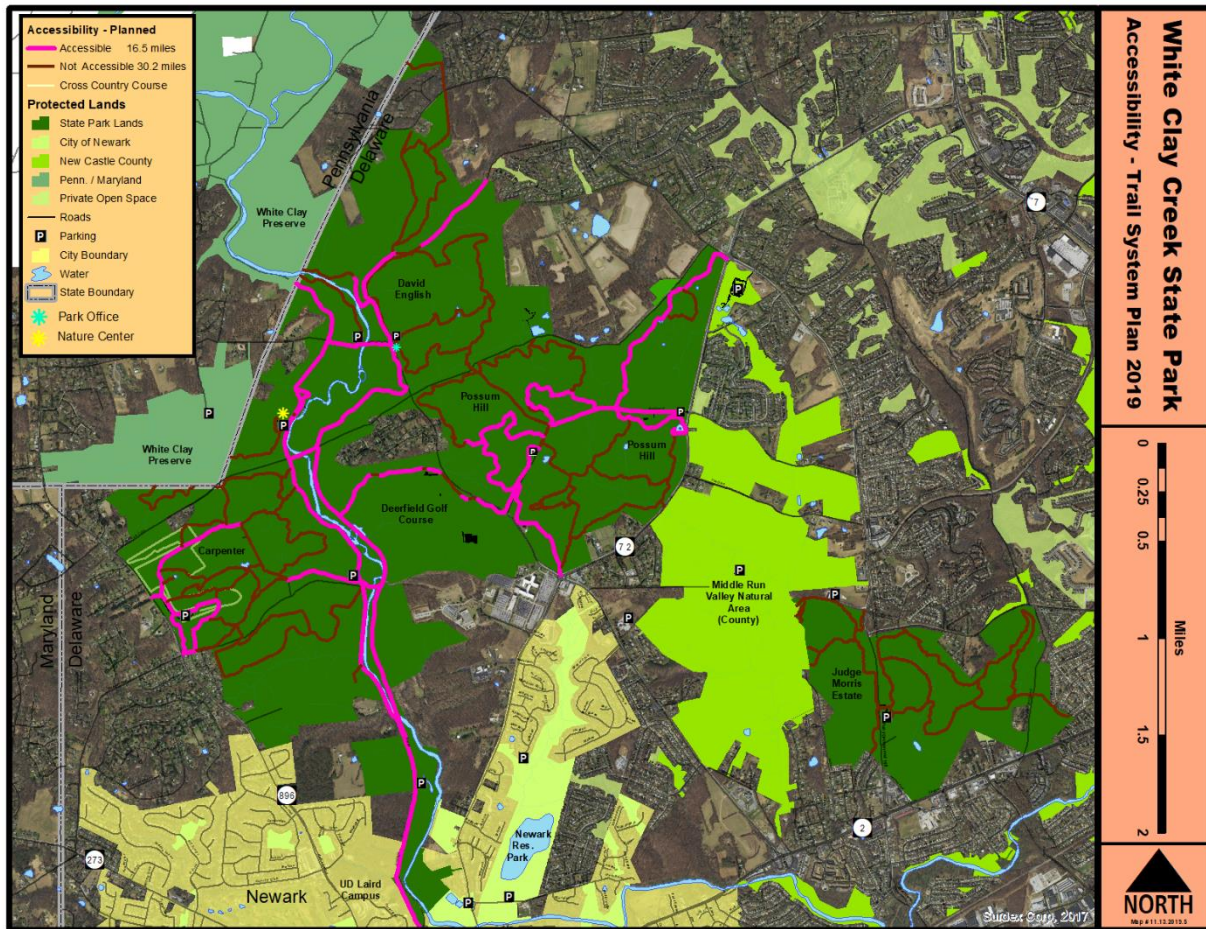 Accessibility - Planned
Accessible 16.5 miles
Not Accessible 30.2 miles
Cross Country Course
Protected Lands
State Park Lands
City of Newark
New Castle County
Penn. / Maryland
Private Open Space
Roads
P Parking
City Boundary
Water
State Boundary
Park Office
Nature Center
White Clay Creek State Park
Accessibility - Trail System Plan 2019
0
0.25
0.5
1
1.5
2
Miles
NORTH
Pennsylvania
Delaware
White Clay
Preserve
7
David
English
P
P
P
P
P
White Clay
Preserve
Possum
Hill
P
P
Possum
Hill
Deerfield Golf
Course
Carpenter
72
P
P
P
Middle Run
Valley Natural
Area
(County)
P
P
Maryland
Delaware
Judge
Morris
Estate
P
P
P
896
2
273
Newark
Res.
Park
Newark
UD Laird
Campus
P
P
Surdex Corp, 2017